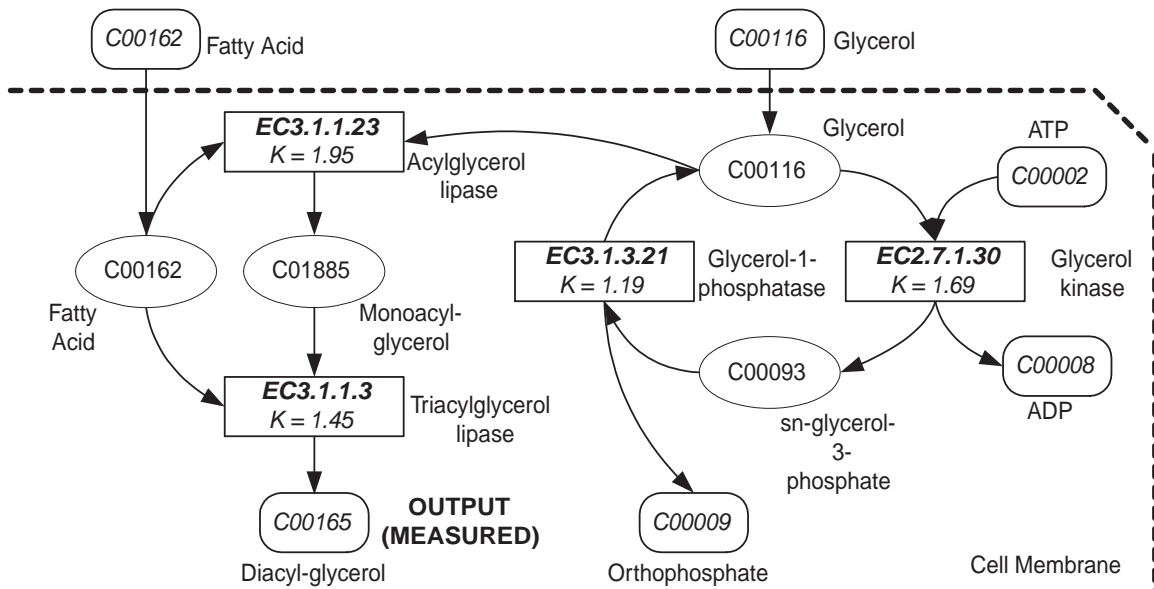 C00162
Fatty Acid
C00116
Glycerol
EC3.1.1.23
K = 1.95
Acylglycerol
lipase
Glycerol
C00116
ATP
C00002
C00162
Fatty
Acid
C01885
Monoacyl-
glycerol
EC3.1.3.21
K = 1.19
Glycerol-1-
phosphatase
EC2.7.1.30
K = 1.69
Glycerol
kinase
EC3.1.1.3
K = 1.45
Triacylglycerol
lipase
C00093
sn-glycerol-
3-
phosphate
C00008
ADP
C00165
Diacyl-glycerol
OUTPUT
(MEASURED)
C00009
Orthophosphate
Cell Membrane